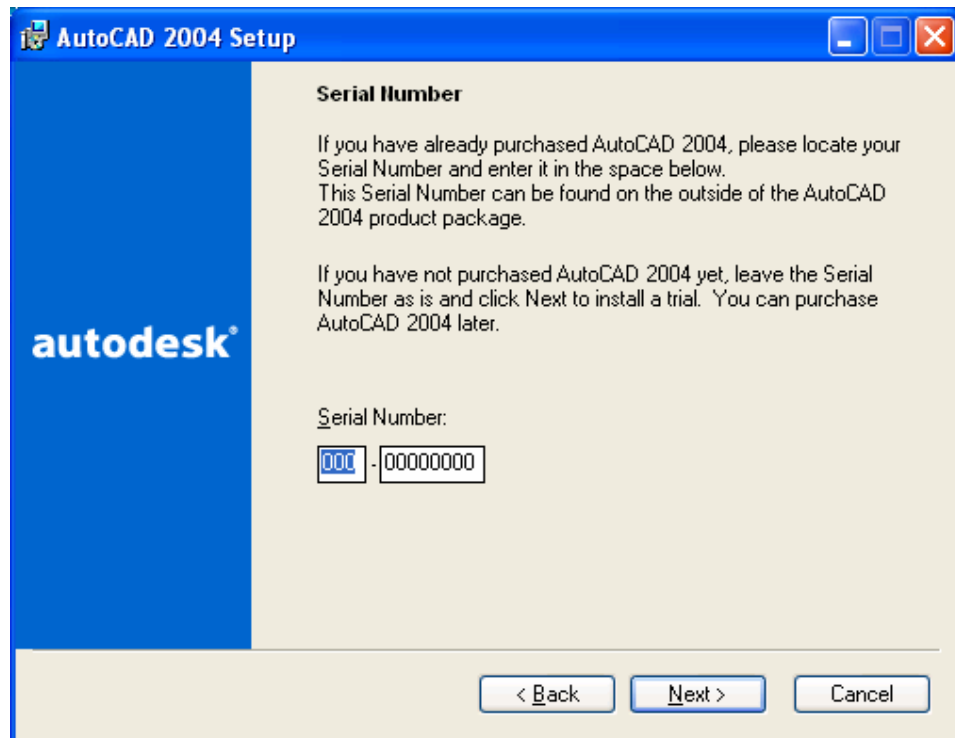 AutoCAD 2004 Setup
Serial Number
If you have already purchased AutoCAD 2004, please locate your
Serial Number and enter it in the space below.
This Serial Number can be found on the outside of the AutoCAD
2004 product package.
If you have not purchased AutoCAD 2004 yet, leave the Serial
Number as is and click Next to install a trial. You can purchase
AutoCAD 2004 later.
autodesk®
Serial Number:
000 - 00000000
< Back Next > Cancel